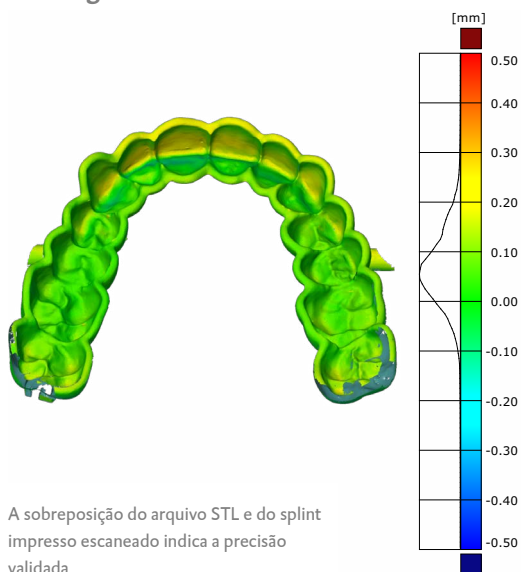 [mm]
0.50
0.40
0.30
0.20
0.10
0.00
-0.10
-0.20
-0.30
-0.40
-0.50
A sobreposição do arquivo STL e do splint
impresso escaneado indica a precisão
validada